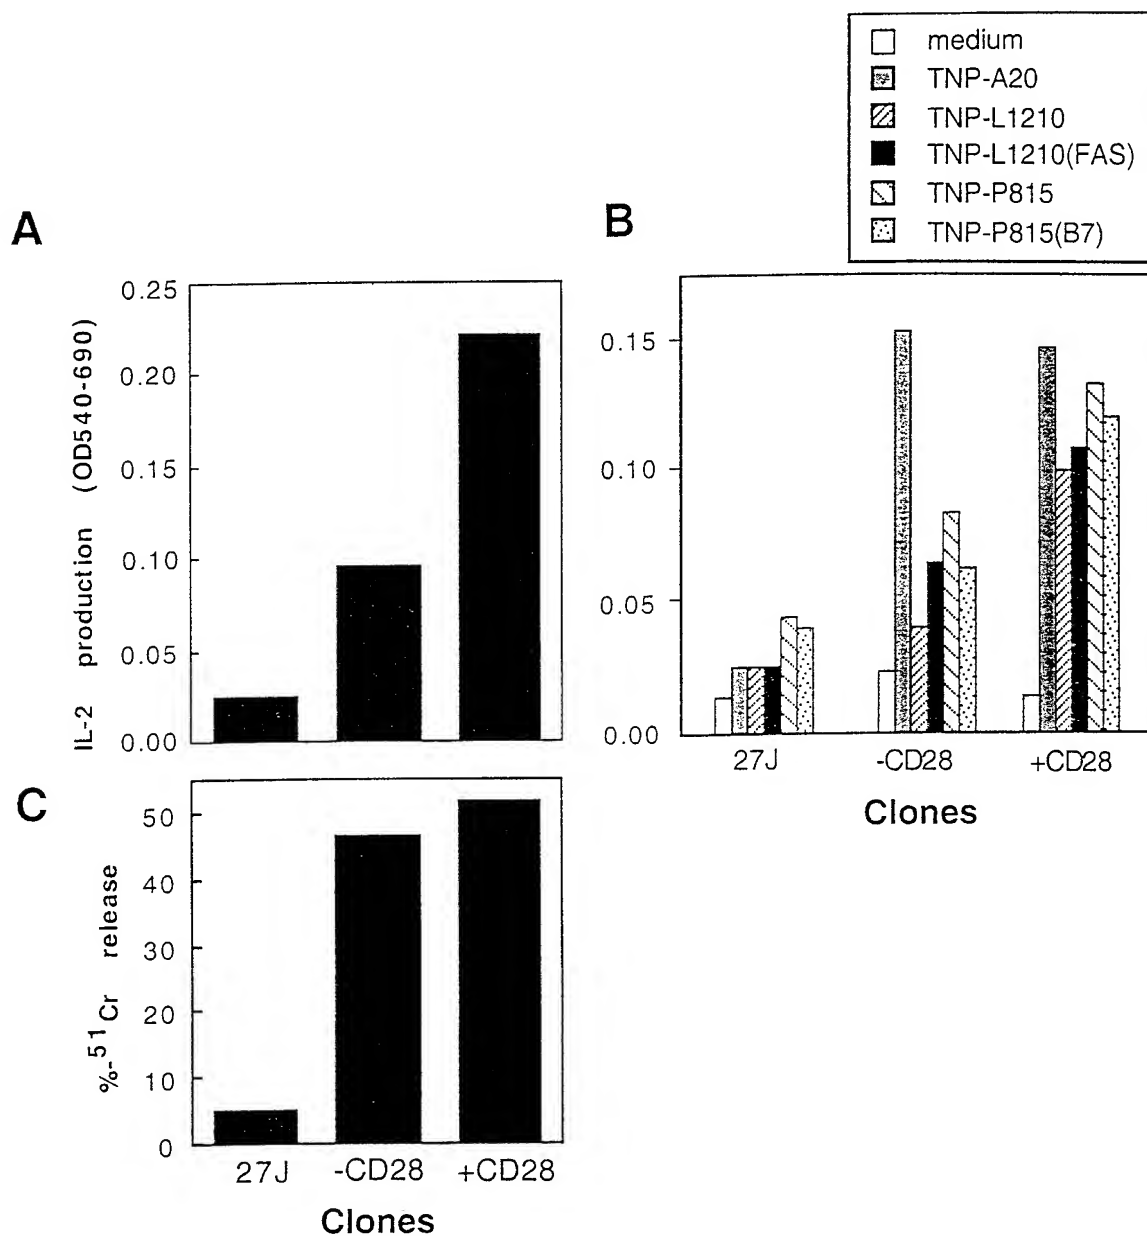 medium
TNP-A20
TNP-L1210
TNP-L1210(FAS)
TNP-P815
TNP-P815(B7)
A
IL-2 production (OD540-690)
0.25
0.20
0.15
0.10
0.05
0.00
B
0.15
0.10
0.05
0.00
27J
-CD28
+CD28
Clones
C
%-51Cr release
50
40
30
20
10
0
27J
-CD28
+CD28
Clones